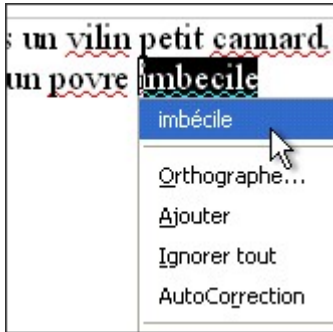 s un vilin petit cannard.
un povre imbecile
imbécile
Orthographe...
Ajouter
Ignorer tout
AutoCorrection